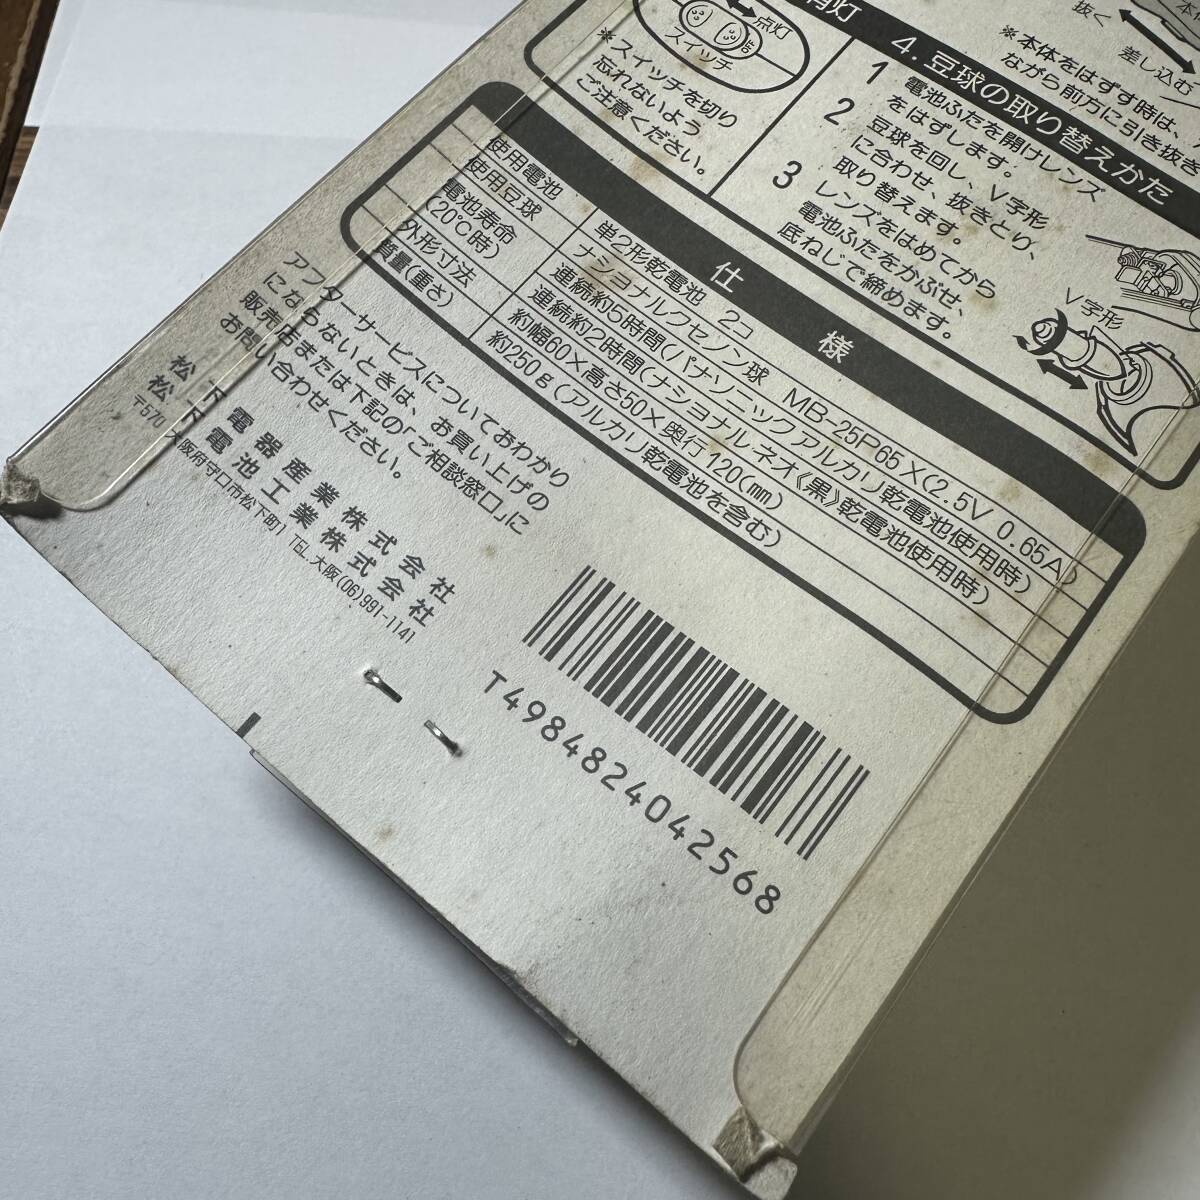 点灯
スイッチ
※スイッチを切り
忘れないよう
ご注意ください。
抜く
差し込む
※本体をはずす時は、
ながら前方に引き抜き
4. 豆球の取り替えかた
1 電池ふたを開けレンズ
をはずします。
2 豆球を回し、V字形
に合わせ、抜きとり、
取り替えます。
3 レンズをはめてから
電池ふたをかぶせ、
底ねじで締めます。
V字形
仕様
使用電池 単2形乾電池 2コ
使用豆球 ナショナルクセノン球 MB-25P65X(2.5V 0.65A)
電池寿命 連続約5時間(パナソニックアルカリ乾電池使用時)
(20℃時) 連続約2時間(ナショナルネオ《黒》乾電池使用時)
外形寸法 約幅60×高さ50×奥行120(㎜)
質量(重さ) 約250g(アルカリ乾電池を含む)
アフターサービスについておわかり
にならないときは、お買い上げの
販売店または下記の「ご相談窓口」に
お問い合わせください。
松下電器産業株式会社
松下電池工業株式会社
〒570 大阪府守口市松下町1 TEL大阪(06)991-1141
T4984824042568